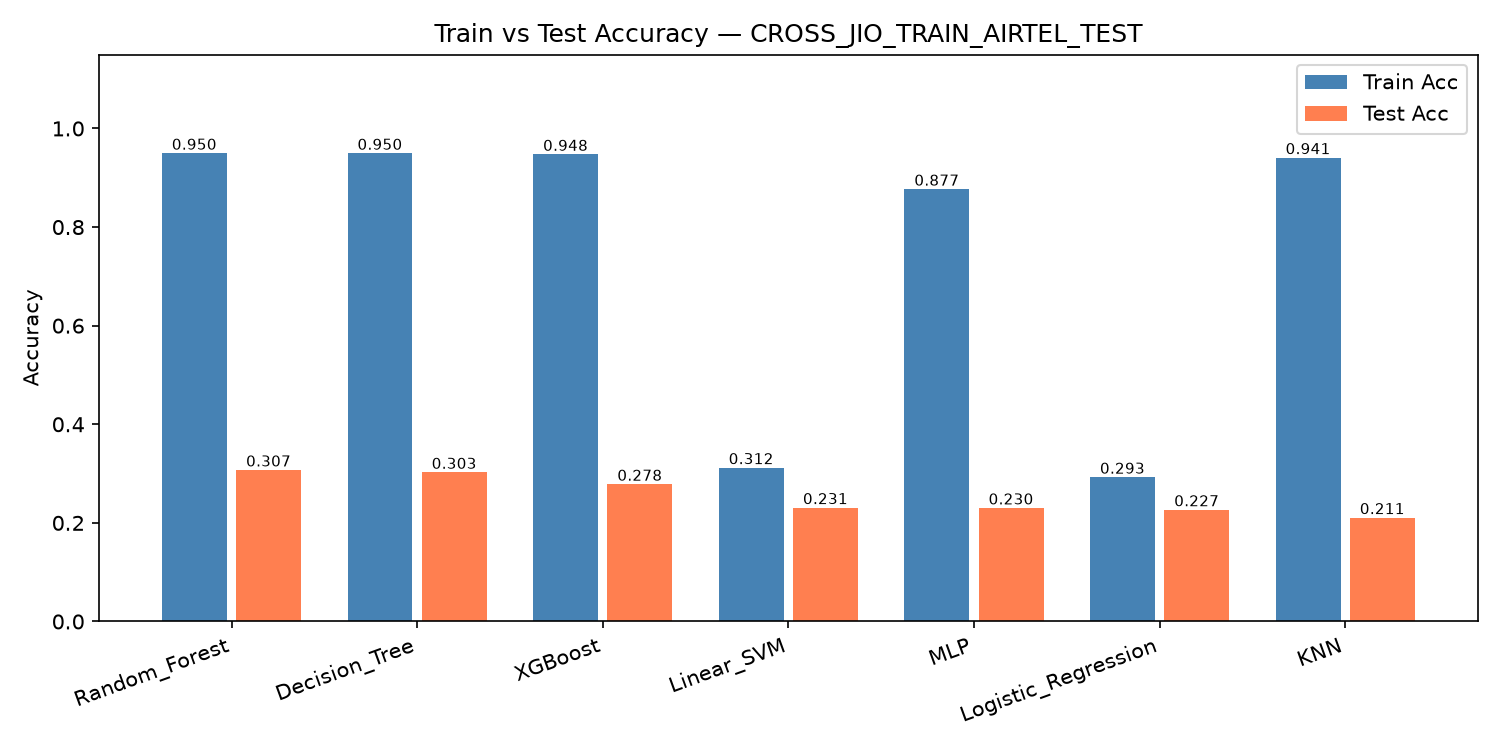 Train vs Test Accuracy — CROSS_JIO_TRAIN_AIRTEL_TEST
Train Acc
Test Acc
Accuracy
1.0
0.8
0.6
0.4
0.2
0.0
0.950
0.307
0.950
0.303
0.948
0.278
0.312
0.231
0.877
0.230
0.293
0.227
0.941
0.211
Random_Forest
Decision_Tree
XGBoost
Linear_SVM
MLP
Logistic_Regression
KNN